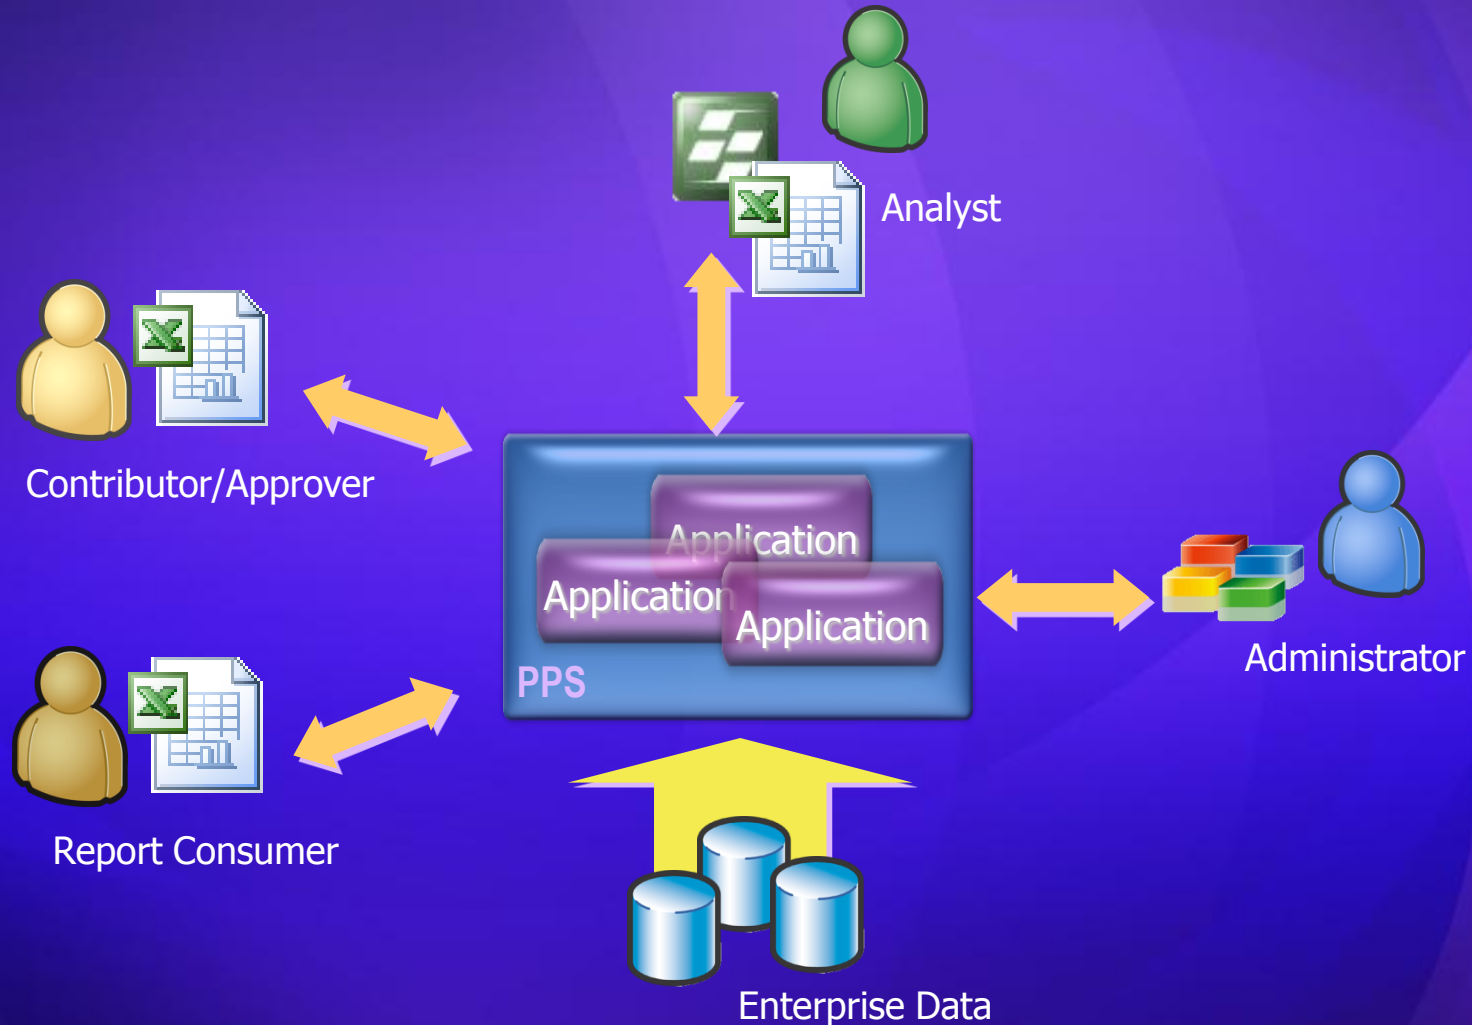 Analyst
Contributor/Approver
Application
Application
Application
PPS
Administrator
Report Consumer
Enterprise Data